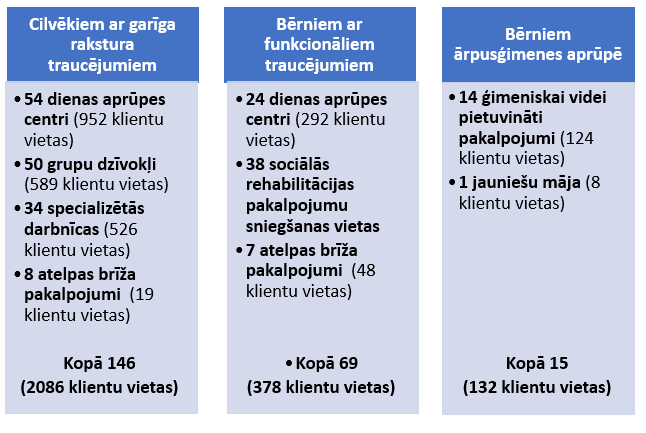 Cilvēkiem ar garīga
rakstura
traucējumiem
• 54 dienas aprūpes
centri (952 klientu
vietas)
• 50 grupu dzīvokļi
(589 klientu vietas)
• 34 specializētās
darbnīcas (526
klientu vietas)
• 8 atelpas brīža
pakalpojumi (19
klientu vietas)
Kopā 146
(2086 klientu vietas)
Bērniem ar
funkcionāliem
traucējumiem
• 24 dienas aprūpes
centri (292 klientu
vietas)
• 38 sociālās
rehabilitācijas
pakalpojumu
sniegšanas vietas
• 7 atelpas brīža
pakalpojumi (48
klientu vietas)
• Kopā 69
(378 klientu vietas)
Bērniem
ārpusģimenes aprūpē
• 14 ģimeniskai videi
pietuvināti
pakalpojumi (124
klientu vietas)
• 1 jauniešu māja (8
klientu vietas)
Kopā 15
(132 klientu vietas)